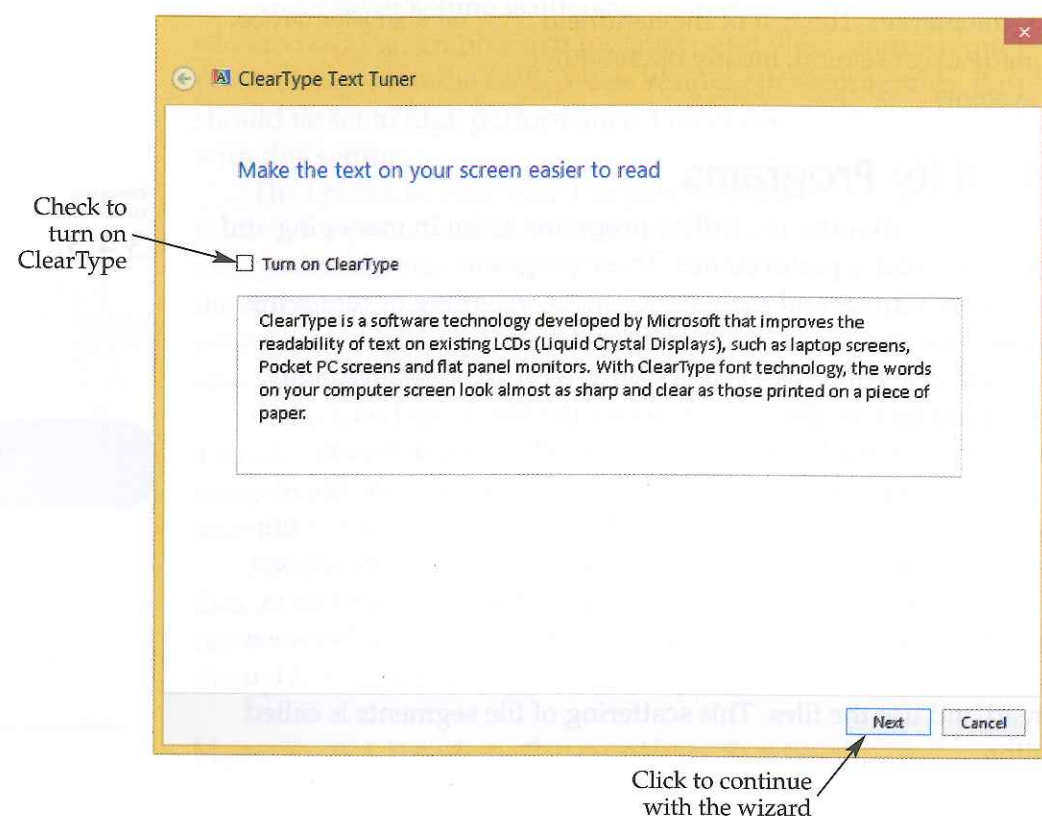 ClearType Text Tuner
Make the text on your screen easier to read
Check to
turn on
ClearType
Turn on ClearType
ClearType is a software technology developed by Microsoft that improves the
readability of text on existing LCDs (Liquid Crystal Displays), such as laptop screens,
Pocket PC screens and flat panel monitors. With ClearType font technology, the words
on your computer screen look almost as sharp and clear as those printed on a piece of
paper.
Next
Cancel
Click to continue
with the wizard